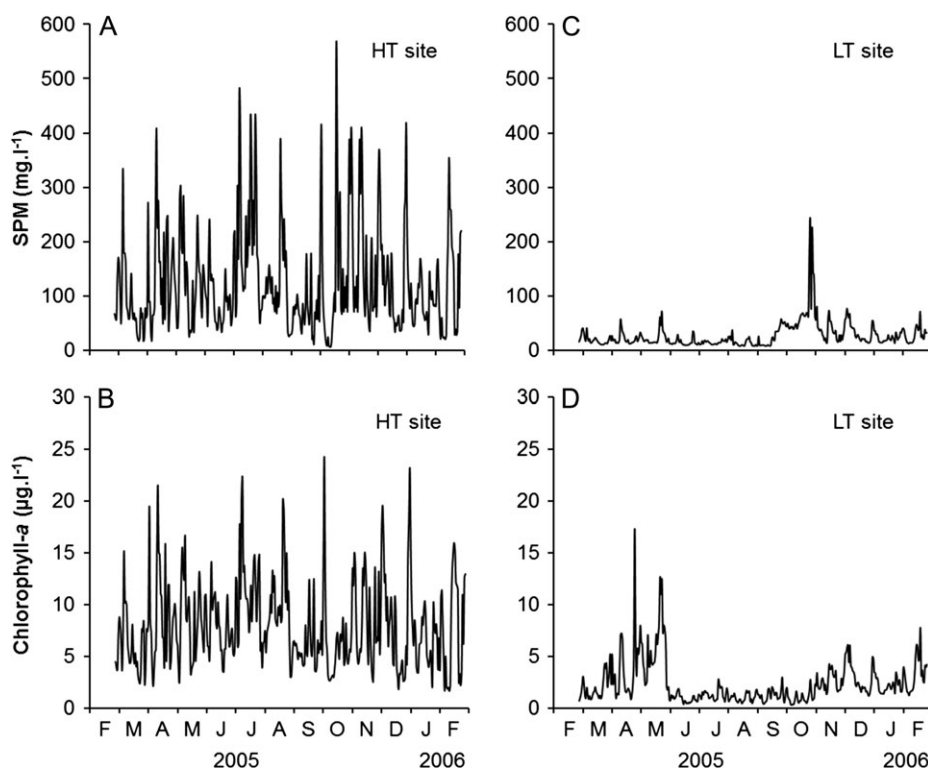 A
HT site
600
500
400
300
200
100
0
SPM (mg.l⁻¹)
C
LT site
600
500
400
300
200
100
0
B
HT site
30
25
20
15
10
5
0
Chlorophyll-a (µg.l⁻¹)
F M A M J J A S O N D J F
2005 2006
D
LT site
30
25
20
15
10
5
0
F M A M J J A S O N D J F
2005 2006